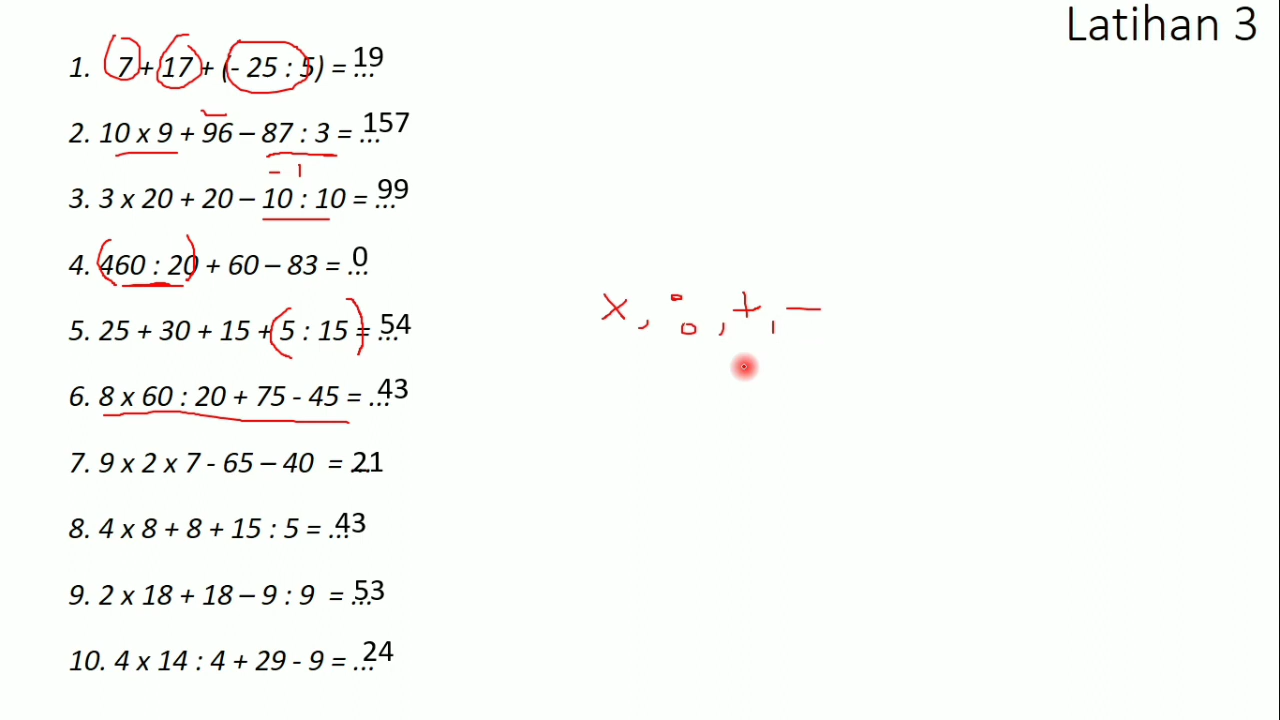 Latihan 3
1. 7 + 17 + (- 25 : 5) = ... 19
2. 10 x 9 + 96 – 87 : 3 = ... 157
- 1
3. 3 x 20 + 20 – 10 : 10 = ... 99
4. 460 : 20 + 60 – 83 = ... 0
x, :, +, -
5. 25 + 30 + 15 + 5 : 15 = ... 54
6. 8 x 60 : 20 + 75 - 45 = ... 43
7. 9 x 2 x 7 - 65 – 40 = ... 21
8. 4 x 8 + 8 + 15 : 5 = ... 43
9. 2 x 18 + 18 – 9 : 9 = ... 53
10. 4 x 14 : 4 + 29 - 9 = ... 24